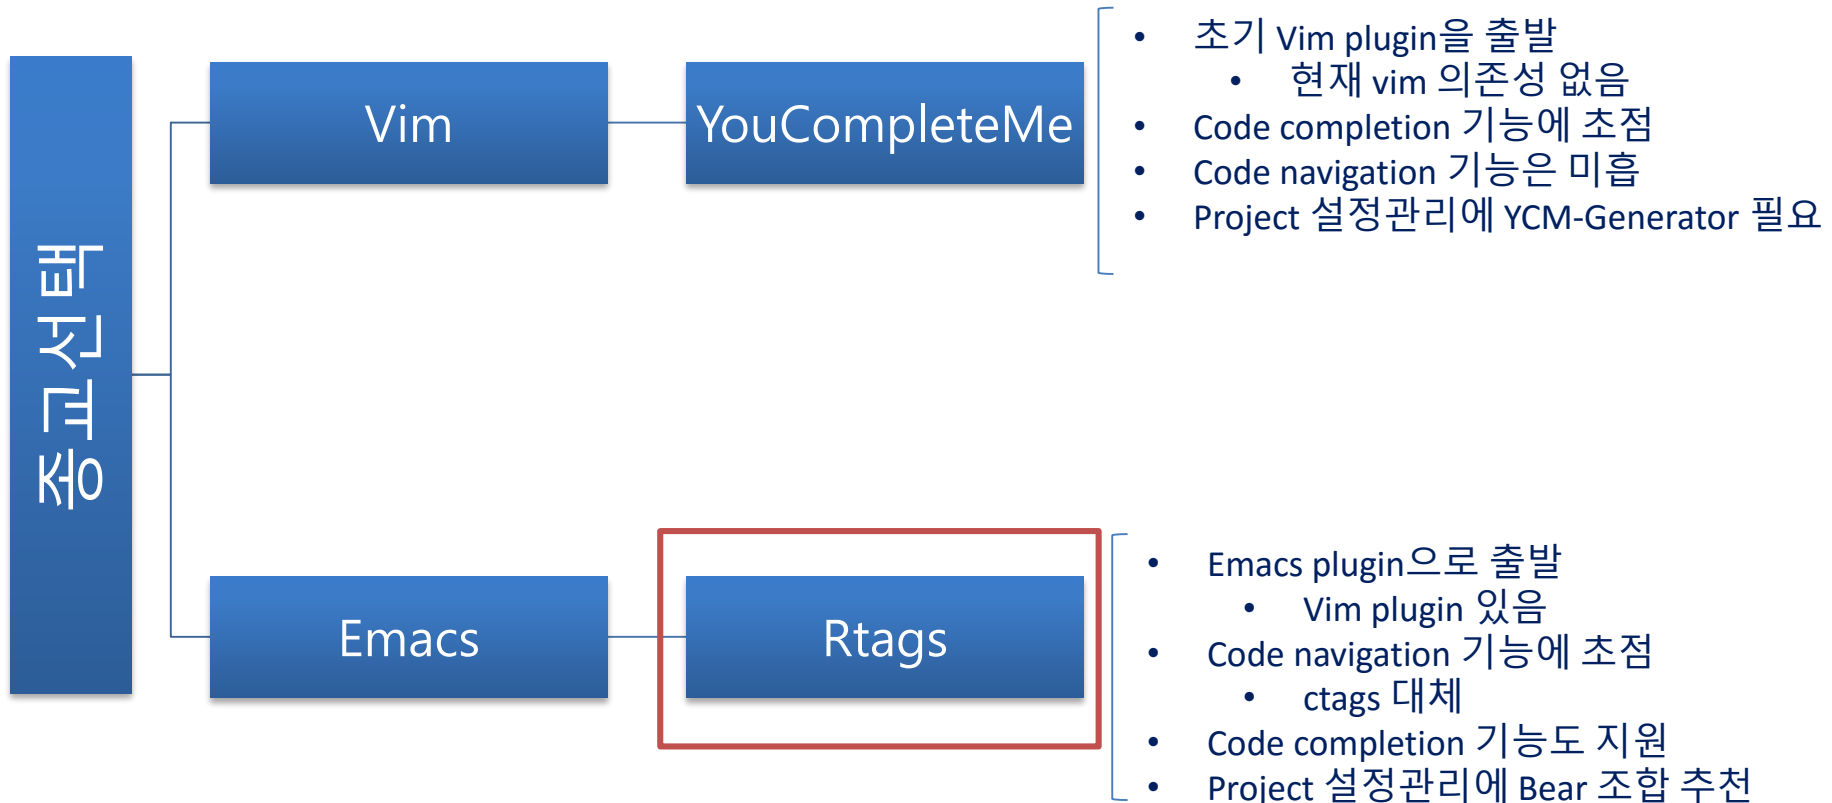 종교선택
Vim
YouCompleteMe
• 초기 Vim plugin을 출발
• 현재 vim 의존성 없음
• Code completion 기능에 초점
• Code navigation 기능은 미흡
• Project 설정관리에 YCM-Generator 필요
Emacs
Rtags
• Emacs plugin으로 출발
• Vim plugin 있음
• Code navigation 기능에 초점
• ctags 대체
• Code completion 기능도 지원
• Project 설정관리에 Bear 조합 추천